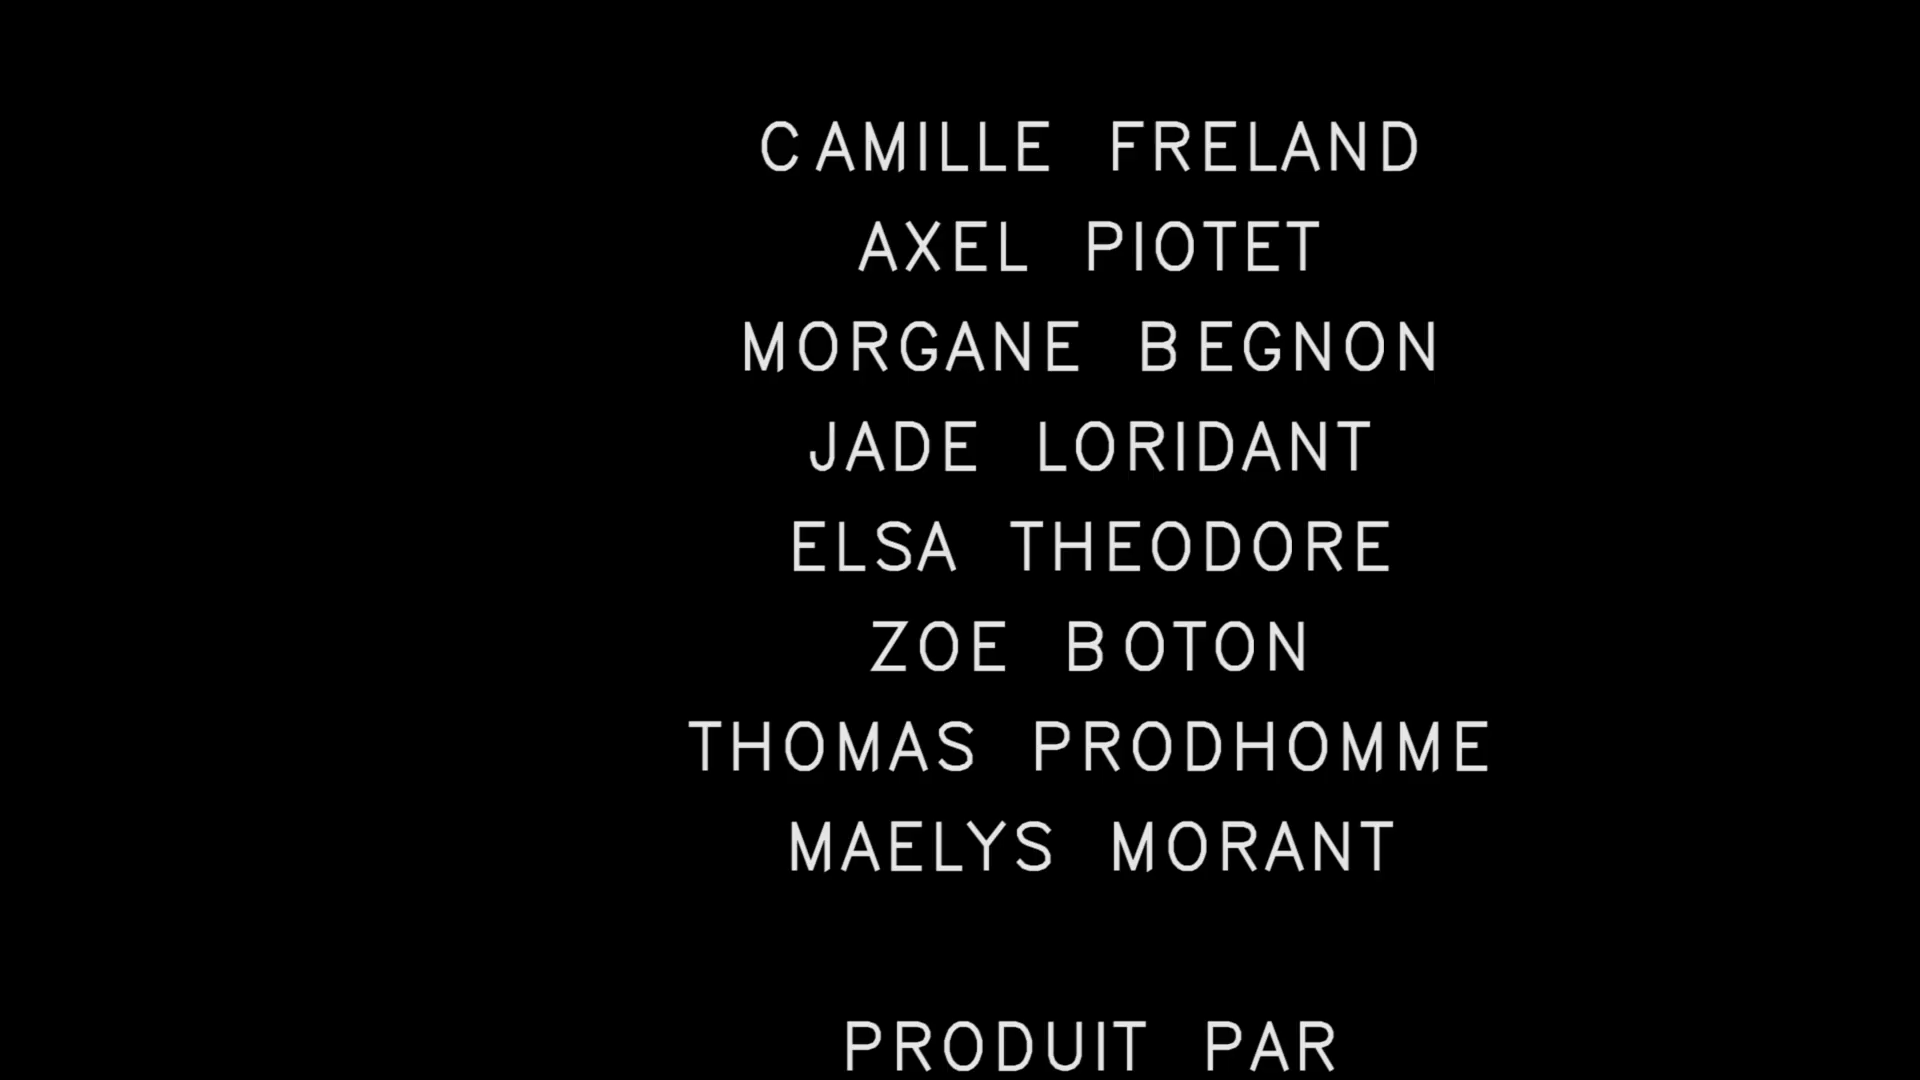 CAMILLE FRELAND
AXEL PIOTET
MORGANE BEGNON
JADE LORIDANT
ELSA THEODORE
ZOE BOTON
THOMAS PRODHOMME
MAELYS MORANT
PRODUIT PAR